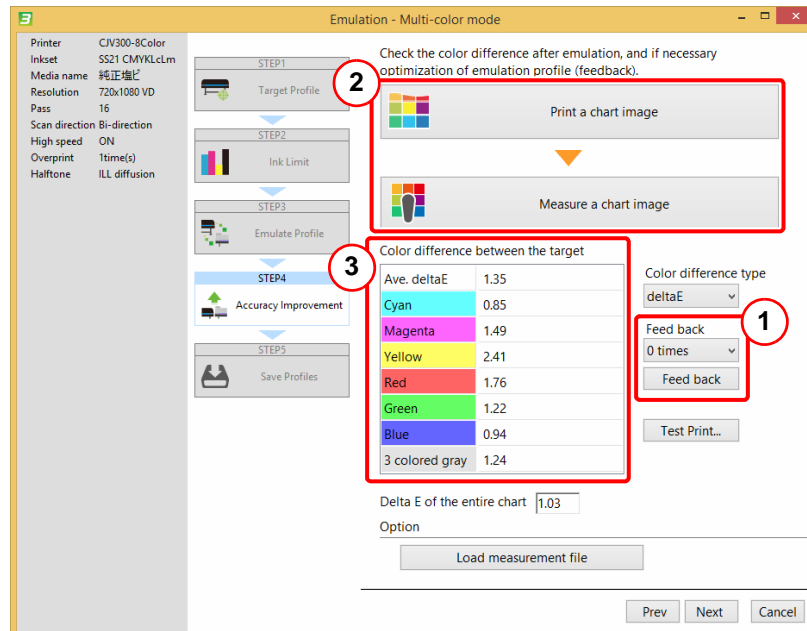 3
Emulation - Multi-color mode
Printer CJV300-8Color
Inkset SS21 CMYKLcLm
Media name 純正塩ビ
Resolution 720x1080 VD
Pass 16
Scan direction Bi-direction
High speed ON
Overprint 1time(s)
Halftone ILL diffusion
STEP1
Target Profile
STEP2
Ink Limit
STEP3
Emulate Profile
STEP4
Accuracy Improvement
STEP5
Save Profiles
Check the color difference after emulation, and if necessary
optimization of emulation profile (feedback).
2
Print a chart image
Measure a chart image
3
Color difference between the target
Ave. deltaE 1.35
Cyan 0.85
Magenta 1.49
Yellow 2.41
Red 1.76
Green 1.22
Blue 0.94
3 colored gray 1.24
Color difference type
deltaE
1
Feed back
0 times
Feed back
Test Print...
Delta E of the entire chart 1.03
Option
Load measurement file
Prev Next Cancel